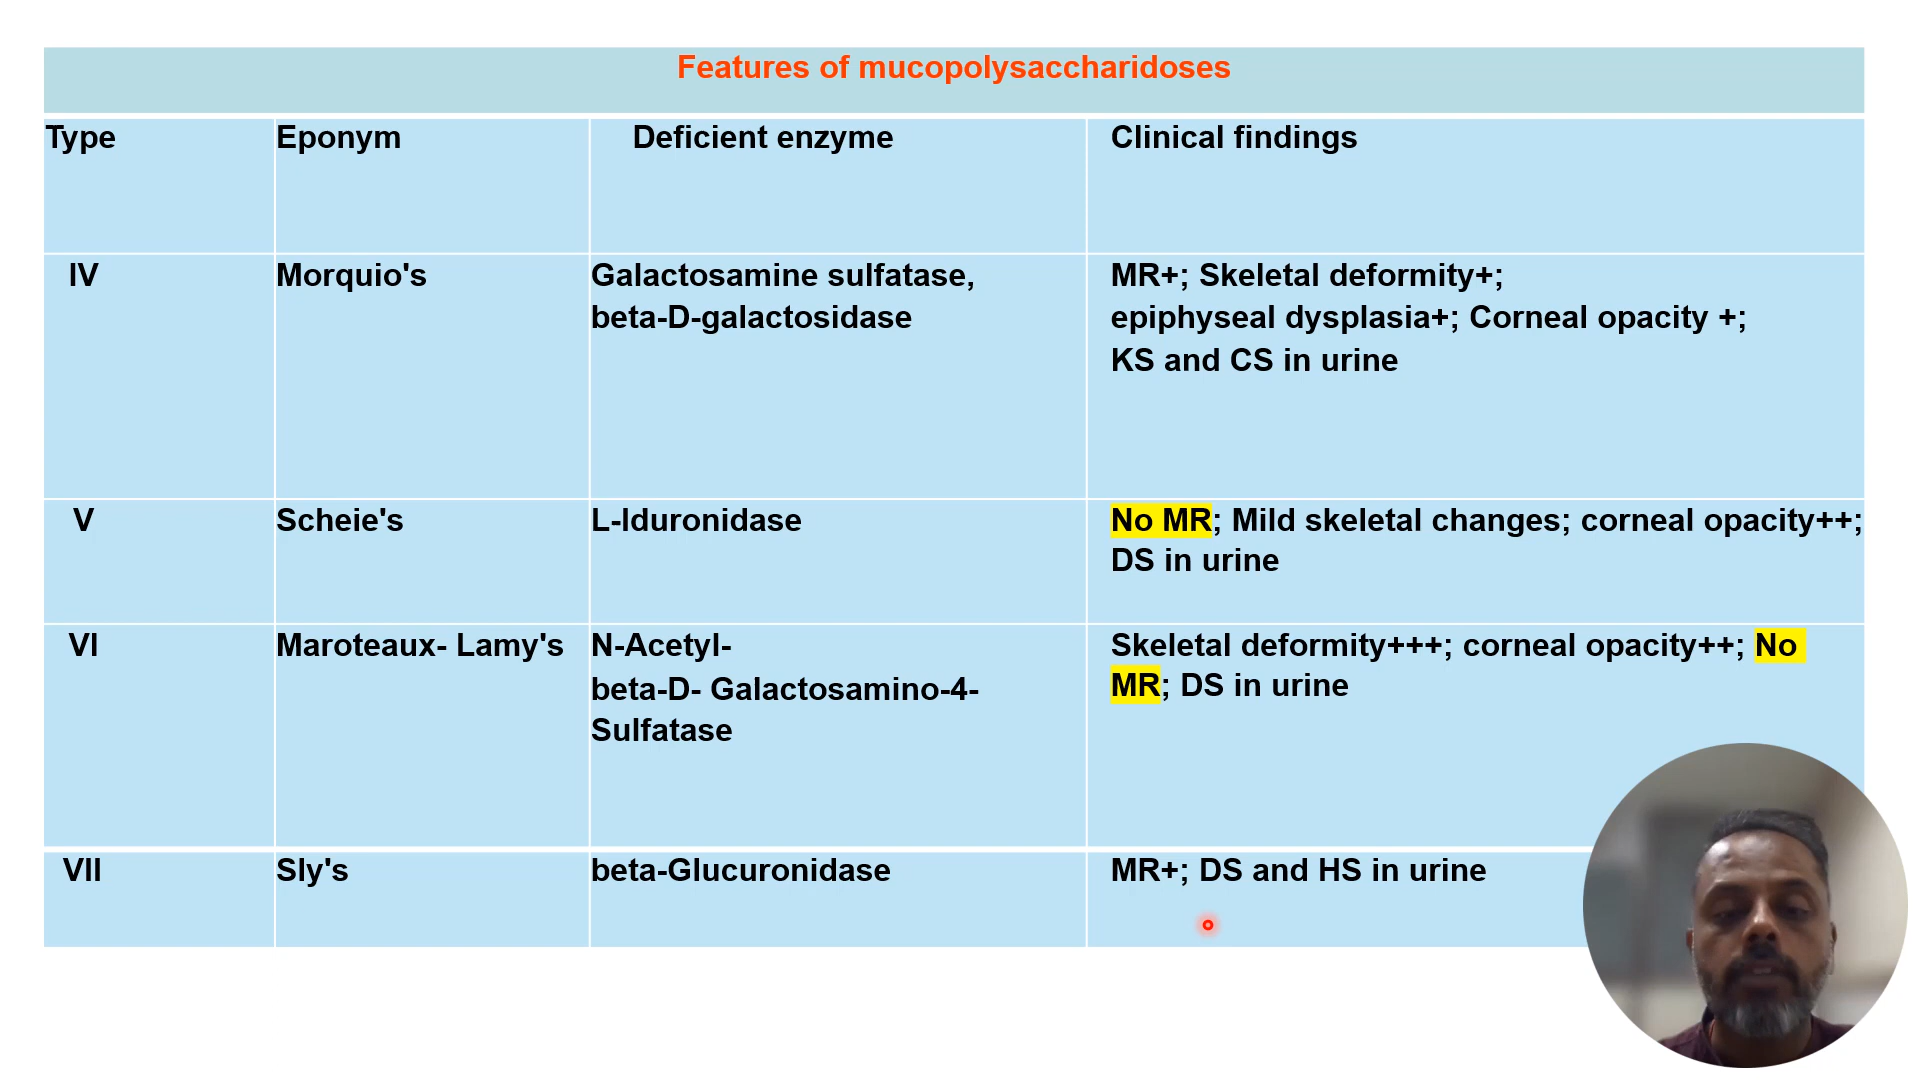 Features of mucopolysaccharidoses
Type Eponym Deficient enzyme Clinical findings
IV Morquio's Galactosamine sulfatase, MR+; Skeletal deformity+;
beta-D-galactosidase epiphyseal dysplasia+; Corneal opacity +;
KS and CS in urine
V Scheie's L-Iduronidase No MR; Mild skeletal changes; corneal opacity++;
DS in urine
VI Maroteaux- Lamy's N-Acetyl- Skeletal deformity+++; corneal opacity++; No
beta-D- Galactosamino-4- MR; DS in urine
Sulfatase
VII Sly's beta-Glucuronidase MR+; DS and HS in urine